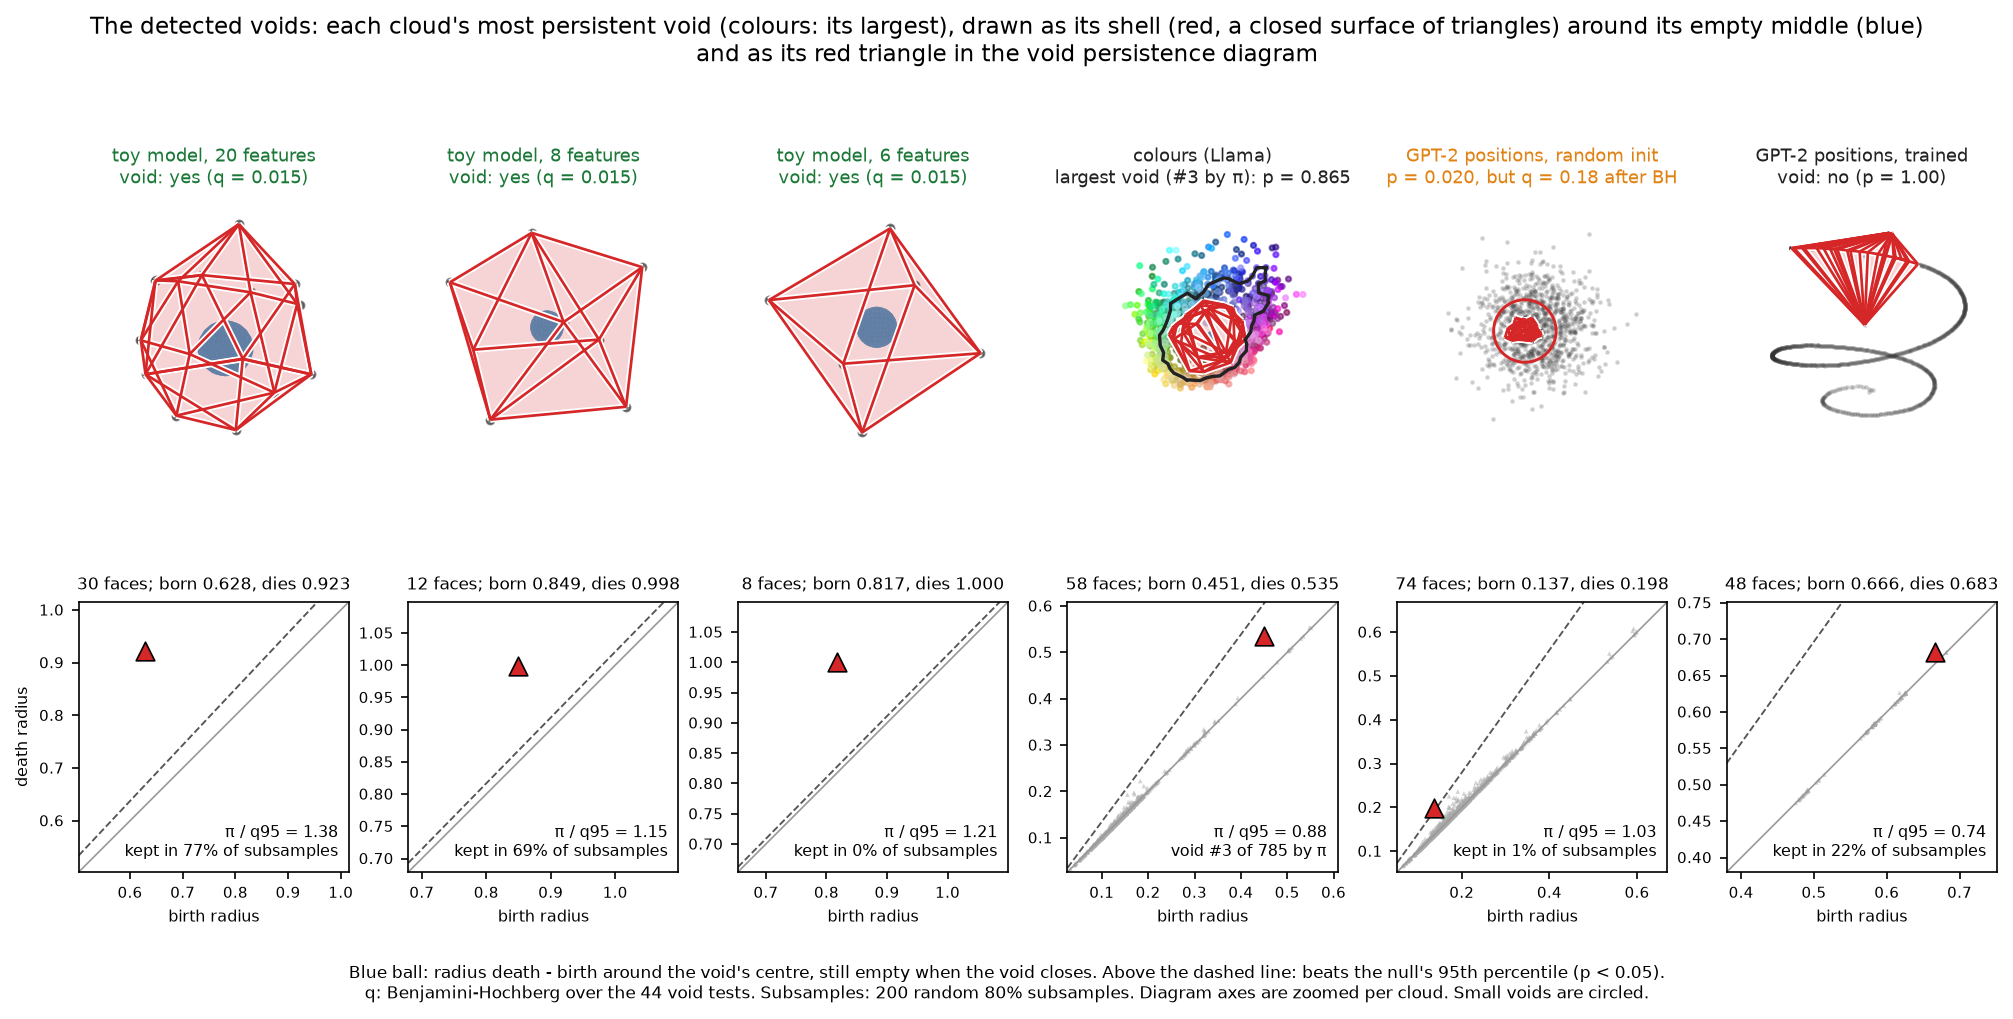 The detected voids: each cloud's most persistent void (colours: its largest), drawn as its shell (red, a closed surface of triangles) around its empty middle (blue)
and as its red triangle in the void persistence diagram
toy model, 20 features
void: yes (q = 0.015)
toy model, 8 features
void: yes (q = 0.015)
toy model, 6 features
void: yes (q = 0.015)
colours (Llama)
largest void (#3 by π): p = 0.865
GPT-2 positions, random init
p = 0.020, but q = 0.18 after BH
GPT-2 positions, trained
void: no (p = 1.00)
30 faces; born 0.628, dies 0.923
death radius
1.0
0.9
0.8
0.7
0.6
π / q95 = 1.38
kept in 77% of subsamples
0.6 0.7 0.8 0.9 1.0
birth radius
12 faces; born 0.849, dies 0.998
1.05
1.00
0.95
0.90
0.85
0.80
0.75
0.70
π / q95 = 1.15
kept in 69% of subsamples
0.7 0.8 0.9 1.0
birth radius
8 faces; born 0.817, dies 1.000
1.05
1.00
0.95
0.90
0.85
0.80
0.75
0.70
π / q95 = 1.21
kept in 0% of subsamples
0.7 0.8 0.9 1.0
birth radius
58 faces; born 0.451, dies 0.535
0.6
0.5
0.4
0.3
0.2
0.1
π / q95 = 0.88
void #3 of 785 by π
0.1 0.2 0.3 0.4 0.5 0.6
birth radius
74 faces; born 0.137, dies 0.198
0.6
0.5
0.4
0.3
0.2
0.1
π / q95 = 1.03
kept in 1% of subsamples
0.2 0.4 0.6
birth radius
48 faces; born 0.666, dies 0.683
0.75
0.70
0.65
0.60
0.55
0.50
0.45
0.40
π / q95 = 0.74
kept in 22% of subsamples
0.4 0.5 0.6 0.7
birth radius
Blue ball: radius death - birth around the void's centre, still empty when the void closes. Above the dashed line: beats the null's 95th percentile (p < 0.05).
q: Benjamini-Hochberg over the 44 void tests. Subsamples: 200 random 80% subsamples. Diagram axes are zoomed per cloud. Small voids are circled.